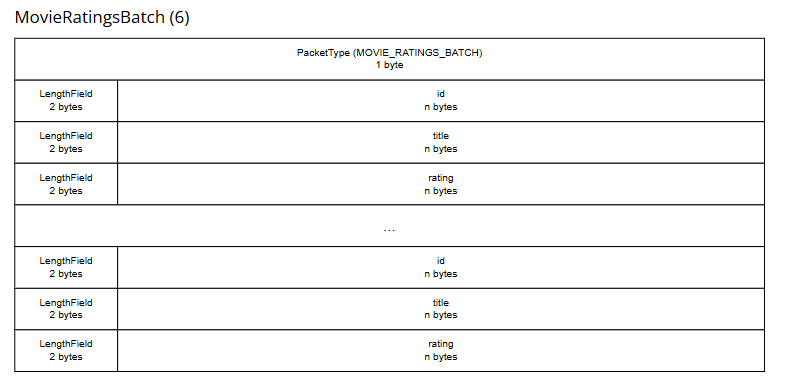 MovieRatingsBatch (6)
PacketType (MOVIE_RATINGS_BATCH)
1 byte
LengthField
2 bytes
id
n bytes
LengthField
2 bytes
title
n bytes
LengthField
2 bytes
rating
n bytes
...
LengthField
2 bytes
id
n bytes
LengthField
2 bytes
title
n bytes
LengthField
2 bytes
rating
n bytes